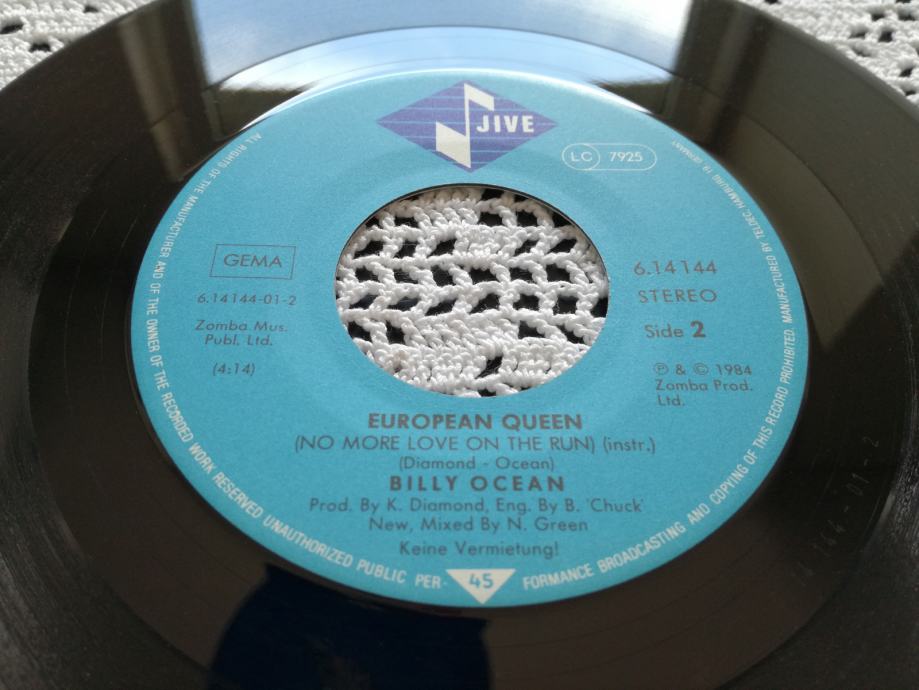 JIVE
LC 7925
GEMA
6.14144-01-2
Zomba Mus.
Publ. Ltd.
(4:14)
6.14144
STEREO
Side 2
℗ & © 1984
Zomba Prod.
Ltd.
EUROPEAN QUEEN
(NO MORE LOVE ON THE RUN) (instr.)
(Diamond - Ocean)
BILLY OCEAN
Prod. By K. Diamond, Eng. By B. 'Chuck'
New, Mixed By N. Green
Keine Vermietung!
45
ALL RIGHTS OF THE MANUFACTURER AND OF THE OWNER OF THE RECORDED WORK RESERVED UNAUTHORIZED PUBLIC PER- FORMANCE BROADCASTING AND COPYING OF THIS RECORD PROHIBITED. MANUFACTURED BY TELDEC HAMBURG 19 GERMANY